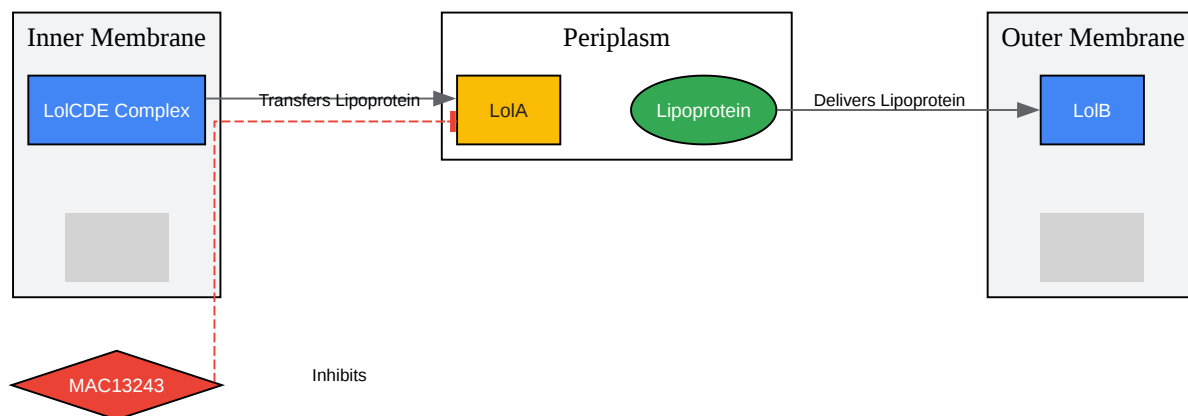 Inner Membrane
Periplasm
Outer Membrane
LolCDE Complex
Transfers Lipoprotein
LolA
Lipoprotein
Delivers Lipoprotein
LolB
MAC13243
Inhibits